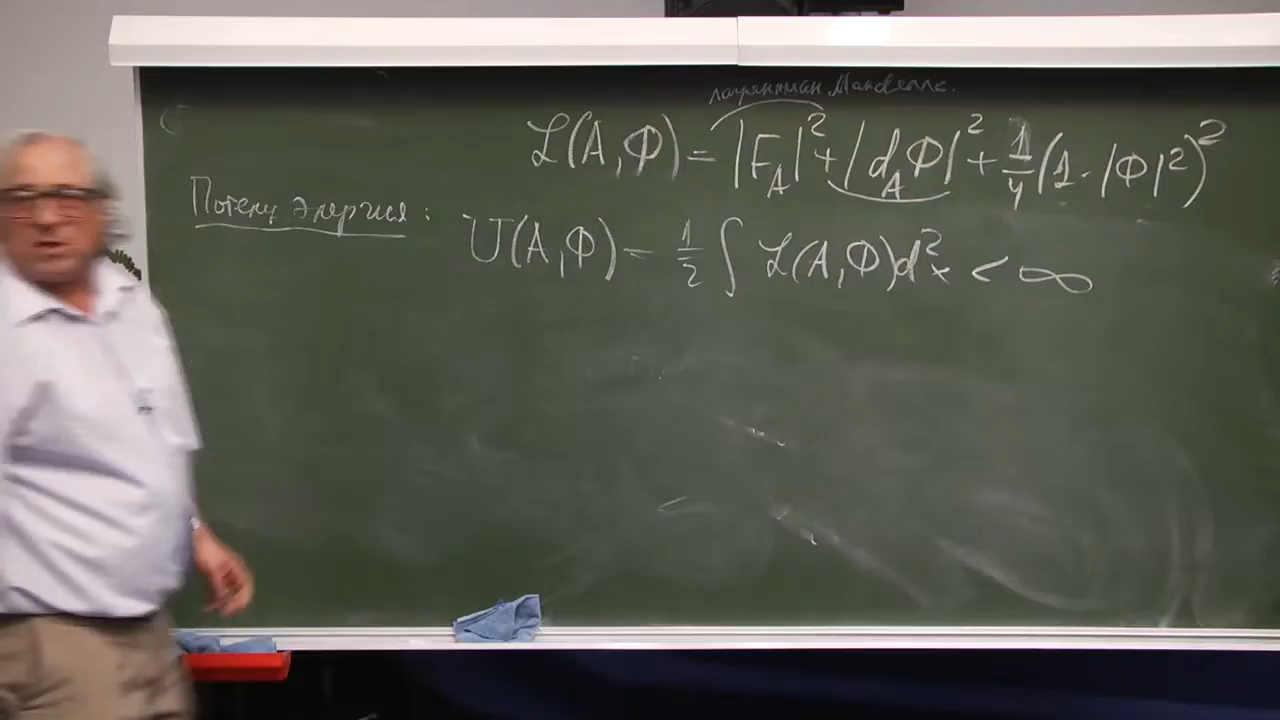 лагранжиан Максвелла.
ℒ(A,Φ) = |F_A|² + |d_AΦ|² + 1/4 (1 - |Φ|²)²
Потенц энергия : U(A,Φ) = 1/2 ∫ ℒ(A,Φ)d²x < ∞